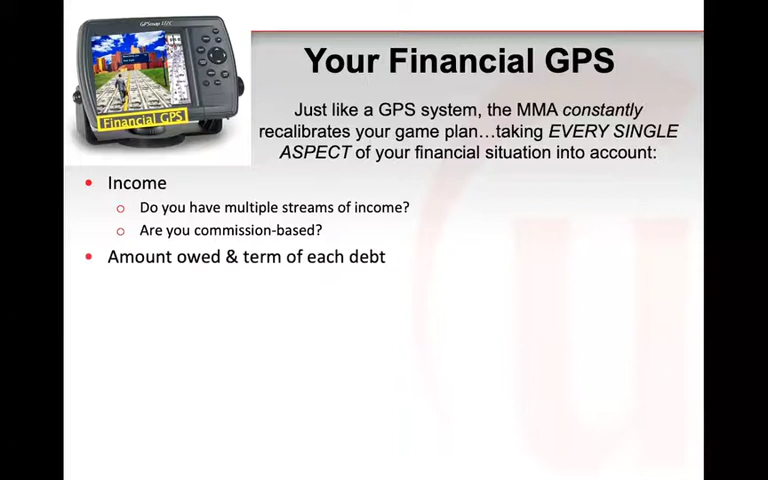 GPSmap
Financial GPS
Your Financial GPS
Just like a GPS system, the MMA constantly
recalibrates your game plan…taking EVERY SINGLE
ASPECT of your financial situation into account:
Income
Do you have multiple streams of income?
Are you commission-based?
Amount owed & term of each debt
u